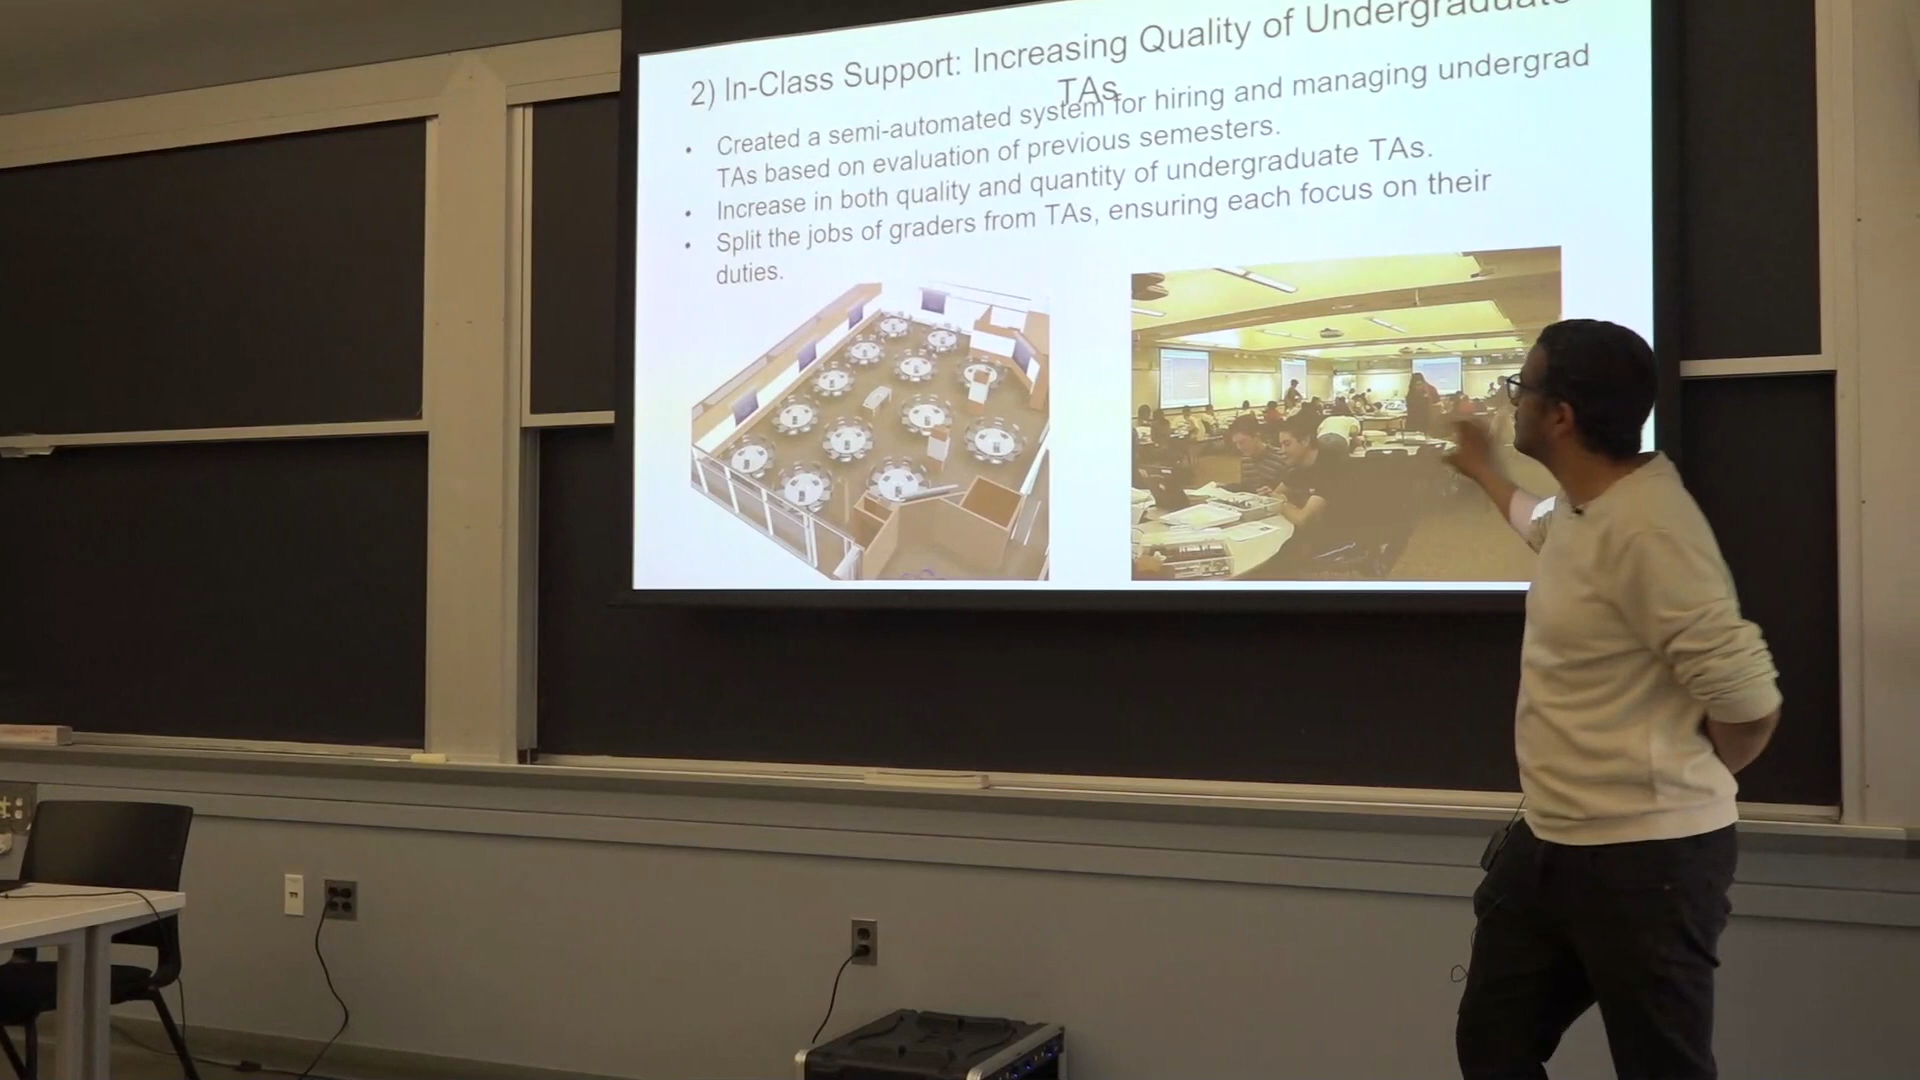 2) In-Class Support: Increasing Quality of Undergraduate
TAs
• Created a semi-automated system for hiring and managing undergrad
TAs based on evaluation of previous semesters.
• Increase in both quality and quantity of undergraduate TAs.
• Split the jobs of graders from TAs, ensuring each focus on their
duties.